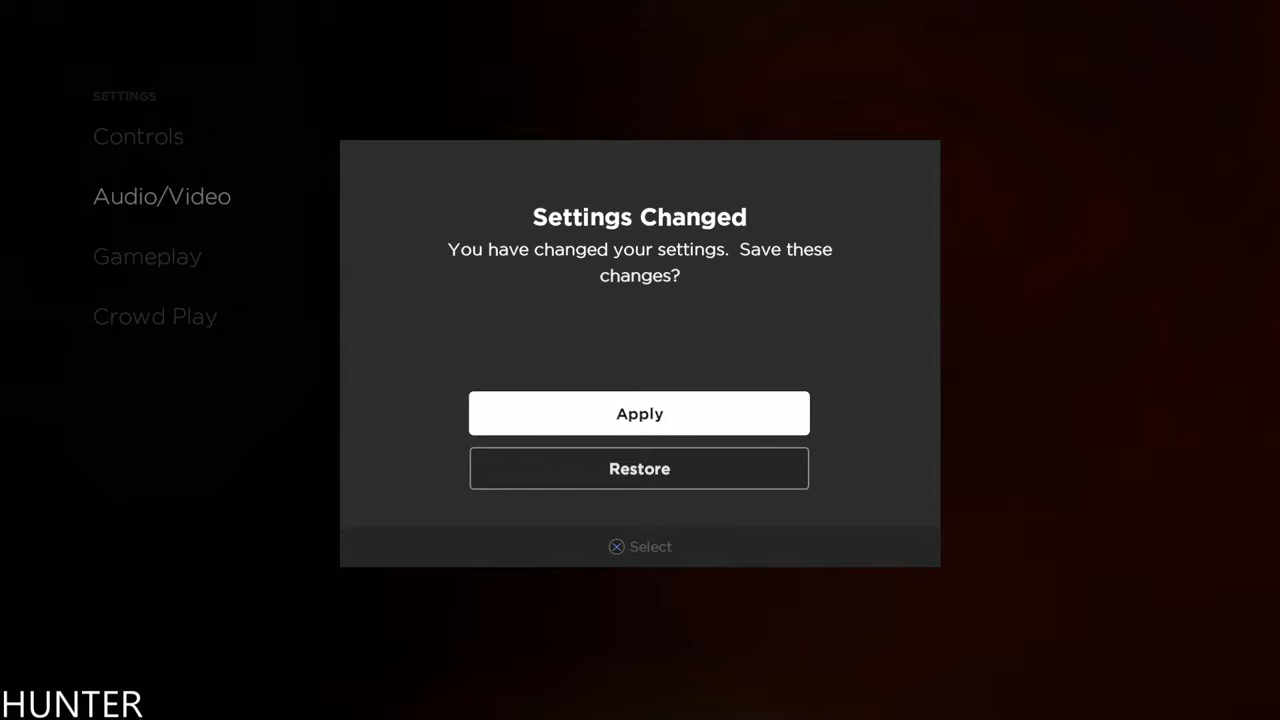 SETTINGS
Controls
Audio/Video
Gameplay
Crowd Play
Settings Changed
You have changed your settings. Save these
changes?
Apply
Restore
Select
HUNTER